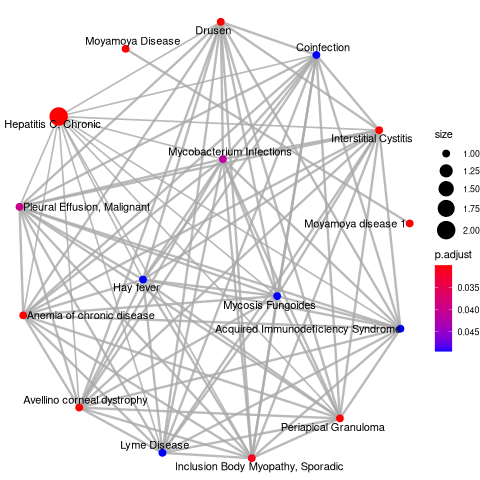 Drusen
Moyamoya Disease
Coinfection
Hepatitis C, Chronic
Interstitial Cystitis
Mycobacterium Infections
Pleural Effusion, Malignant
Moyamoya disease 1
Hay fever
Mycosis Fungoides
Anemia of chronic disease
Acquired Immunodeficiency Syndrome
Avellino corneal dystrophy
Periapical Granuloma
Lyme Disease
Inclusion Body Myopathy, Sporadic
size
1.00
1.25
1.50
1.75
2.00
p.adjust
0.035
0.040
0.045